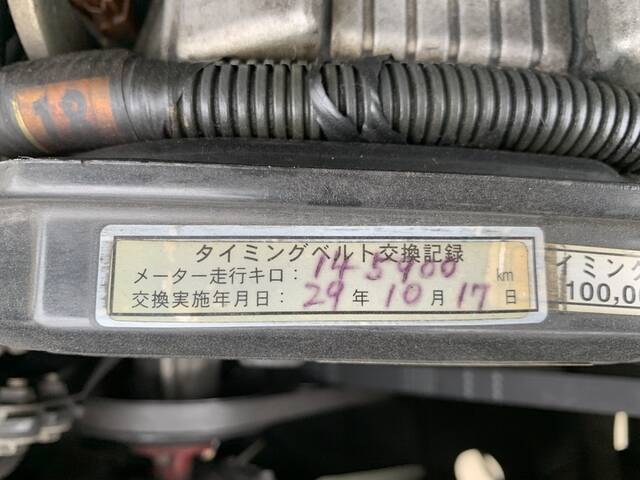 18
タイミングベルト交換記録
メーター走行キロ：145900 km
交換実施年月日：29年10月17日
イミング
100,0